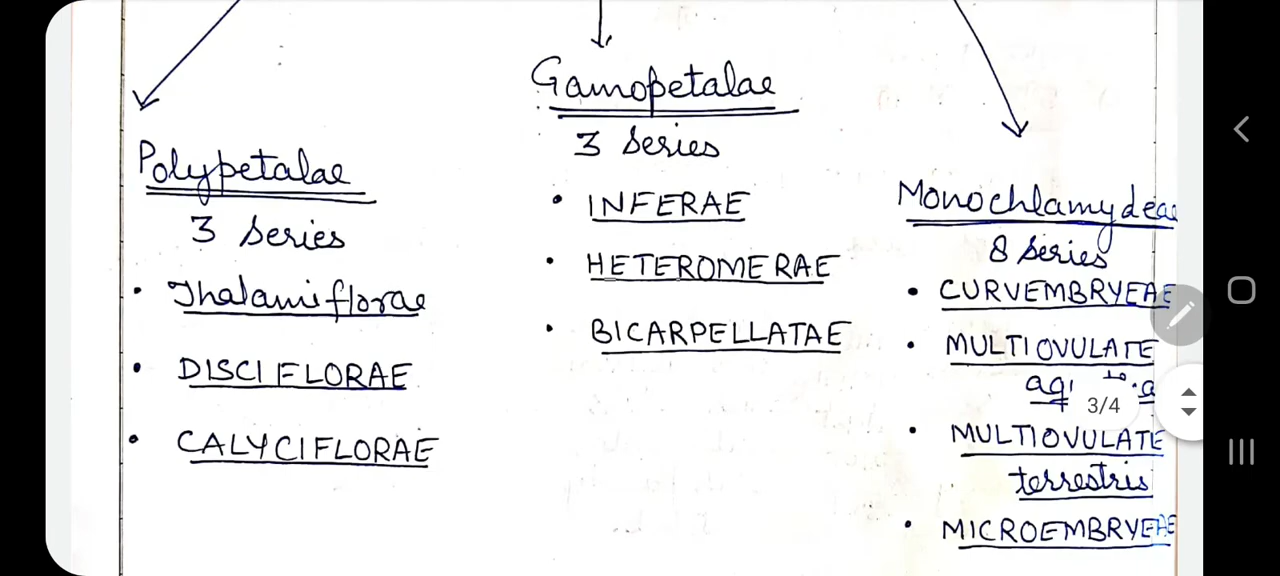 Gamopetalae
3 Series
• INFERAE
• HETEROMERAE
• BICARPELLATAE
Polypetalae
3 Series
• Thalamiflorae
• DISCIFLORAE
• CALYCIFLORAE
Monochlamydeae
8 Series
• CURVEMBRYEAE
• MULTIOVULATE
• MULTIOVULATE
terrestris
• MICROEMBRYEAE
3/4